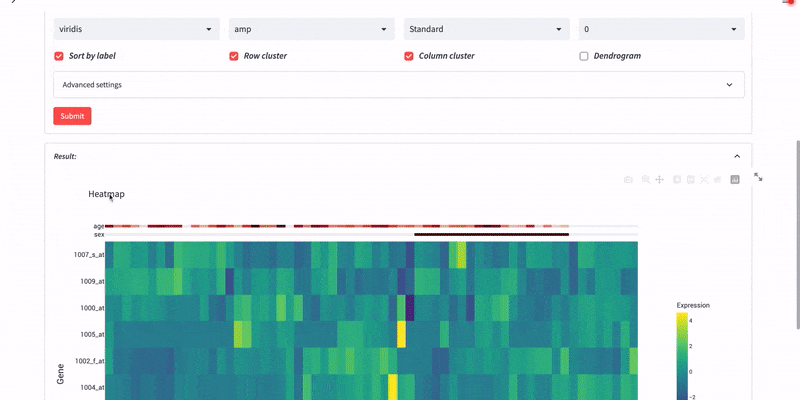 viridis amp Standard 0
Sort by label Row cluster Column cluster Dendrogram
Advanced settings
Submit
Result:
Heatmap
age
sex
1007_s_at
1009_at
1000_at
Expression
4
1005_at
2
1002_f_at
Gene
0
1004_at
−2